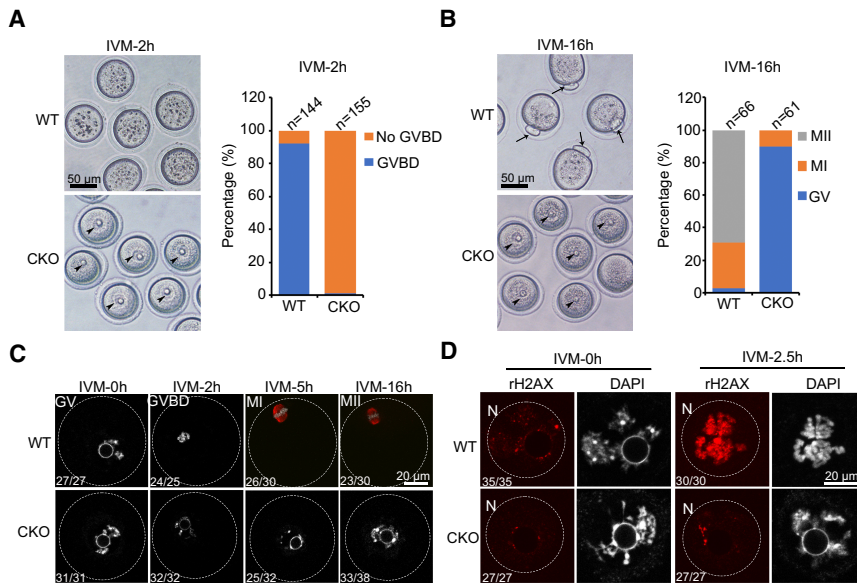 A
IVM-2h
WT
50 µm
CKO
IVM-2h
n=144
n=155
120
100
80
60
40
20
0
Percentage (%)
WT
CKO
No GVBD
GVBD
B
IVM-16h
WT
50 µm
CKO
IVM-16h
n=66
n=61
120
100
80
60
40
20
0
Percentage (%)
WT
CKO
MII
MI
GV
C
IVM-0h IVM-2h IVM-5h IVM-16h
GV GVBD MI MII
WT
20 µm
27/27 24/25 26/30 23/30
CKO
31/31 32/32 25/32 33/38
D
IVM-0h IVM-2.5h
rH2AX DAPI rH2AX DAPI
N N
WT
20 µm
35/35 30/30
N N
CKO
27/27 27/27